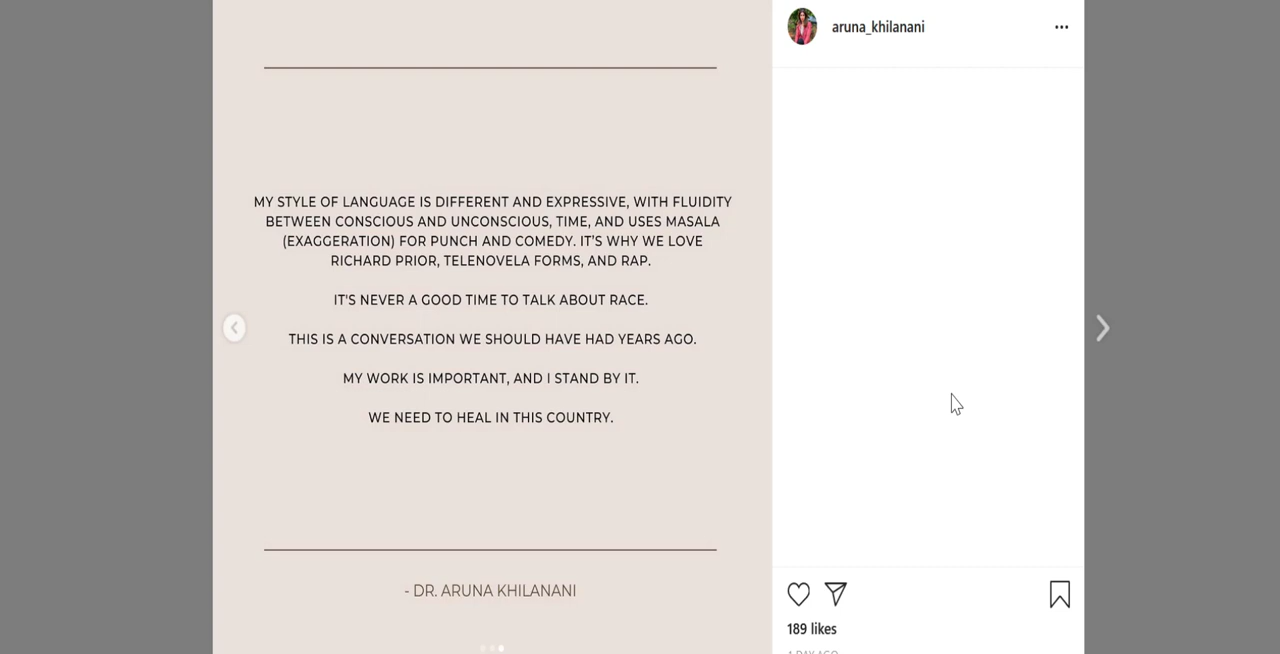 aruna_khilanani
MY STYLE OF LANGUAGE IS DIFFERENT AND EXPRESSIVE, WITH FLUIDITY
BETWEEN CONSCIOUS AND UNCONSCIOUS, TIME, AND USES MASALA
(EXAGGERATION) FOR PUNCH AND COMEDY. IT'S WHY WE LOVE
RICHARD PRIOR, TELENOVELA FORMS, AND RAP.
IT'S NEVER A GOOD TIME TO TALK ABOUT RACE.
THIS IS A CONVERSATION WE SHOULD HAVE HAD YEARS AGO.
MY WORK IS IMPORTANT, AND I STAND BY IT.
WE NEED TO HEAL IN THIS COUNTRY.
- DR. ARUNA KHILANANI
189 likes
1 DAY AGO